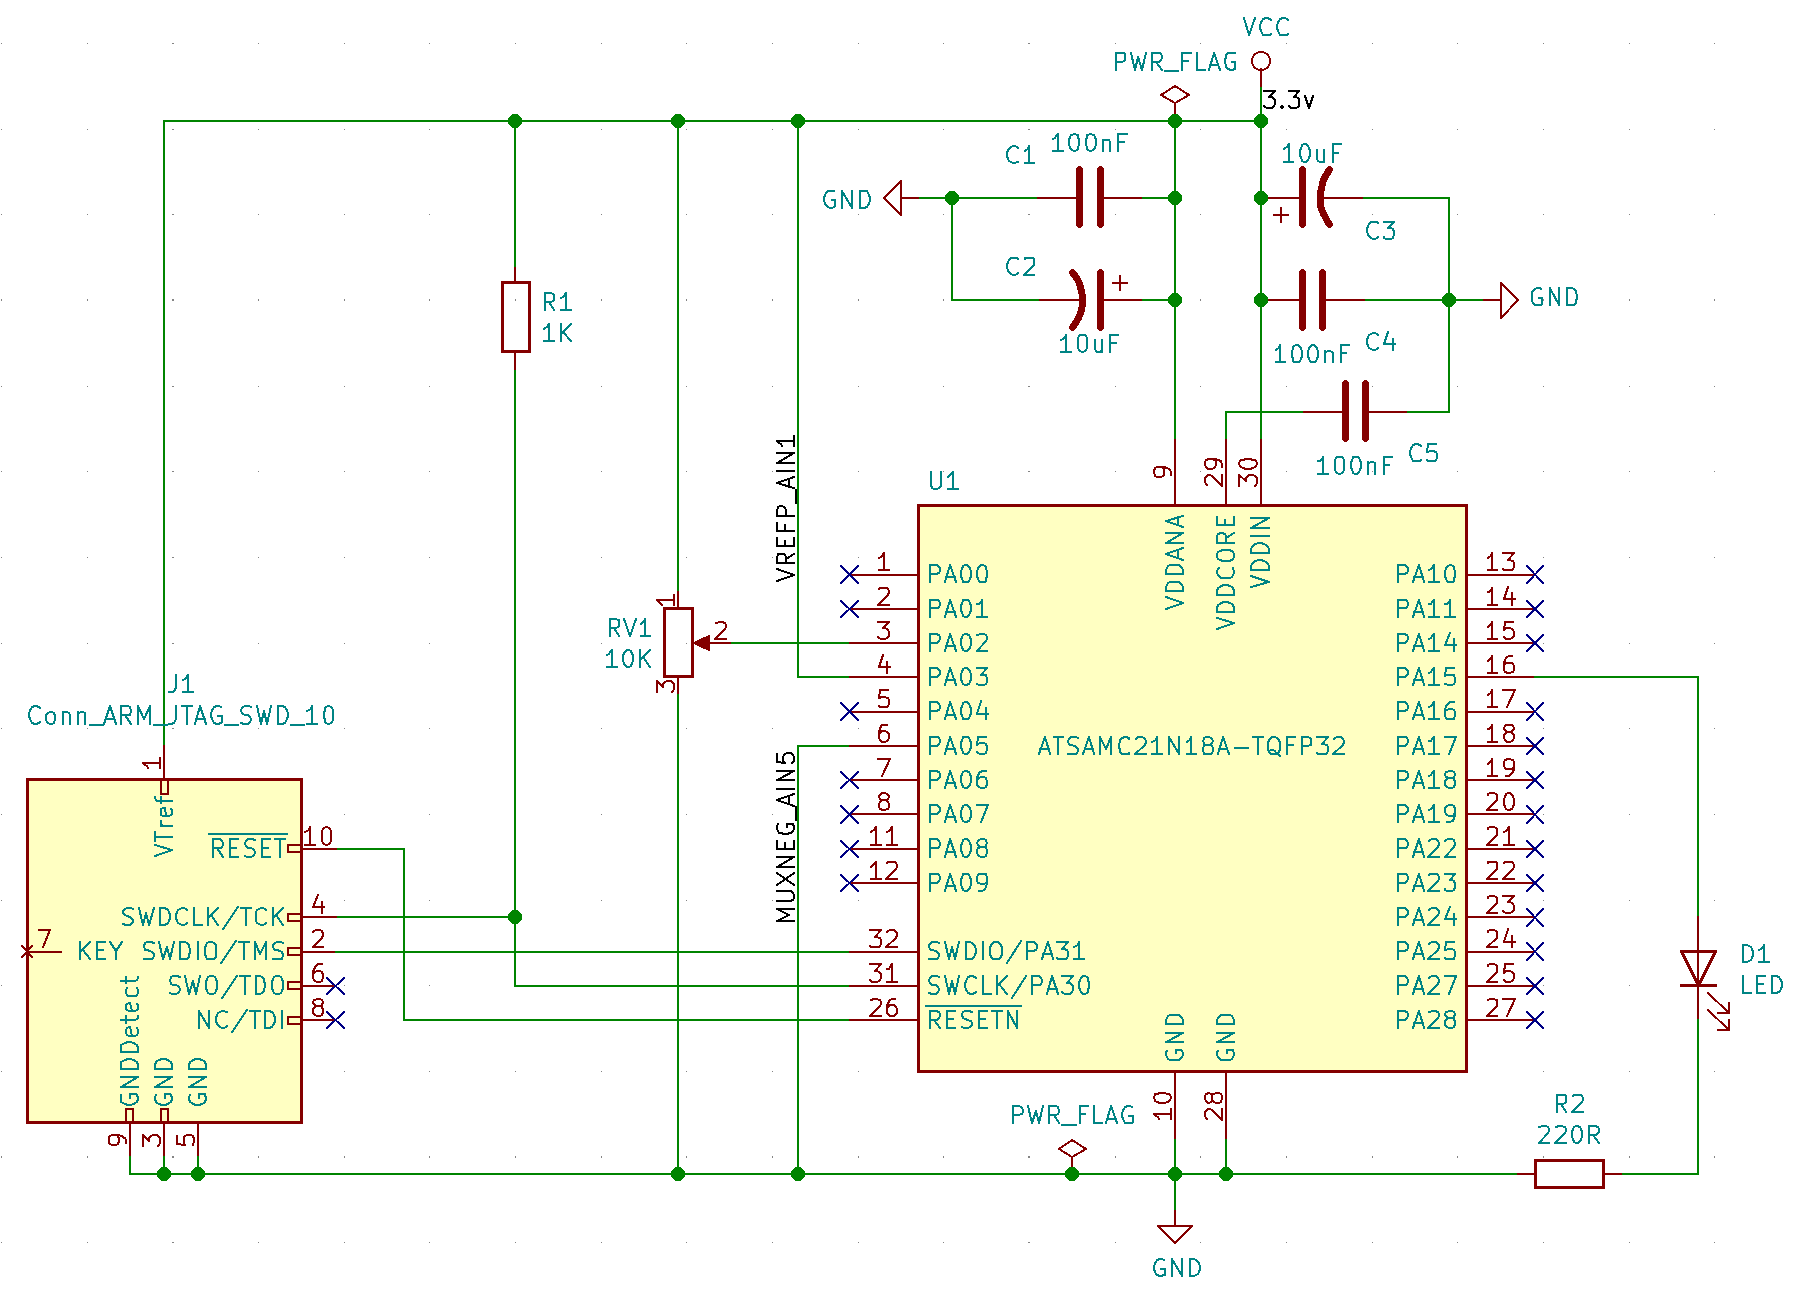 VCC
PWR_FLAG
3.3v
C1
100nF
10uF
GND
+
C3
C2
+
GND
10uF
100nF
C4
R1
1K
100nF
C5
VREFP_AIN1
U1
9
29
30
VDDANA
VDDCORE
VDDIN
1
PA00
2
PA01
3
PA02
4
PA03
5
PA04
6
PA05
7
PA06
8
PA07
11
PA08
12
PA09
32
SWDIO/PA31
31
SWCLK/PA30
26
RESETN
ATSAMC21N18A-TQFP32
PA10
13
PA11
14
PA14
15
PA15
16
PA16
17
PA17
18
PA18
19
PA19
20
PA22
21
PA23
22
PA24
23
PA25
24
PA27
25
PA28
27
GND
GND
10
28
RV1
10K
1
2
3
MUXNEG_AIN5
J1
Conn_ARM_JTAG_SWD_10
1
VTref
RESET
10
SWDCLK/TCK
4
7
KEY
SWDIO/TMS
2
SWO/TDO
6
NC/TDI
8
GNDDetect
GND
GND
9
3
5
D1
LED
PWR_FLAG
R2
220R
GND